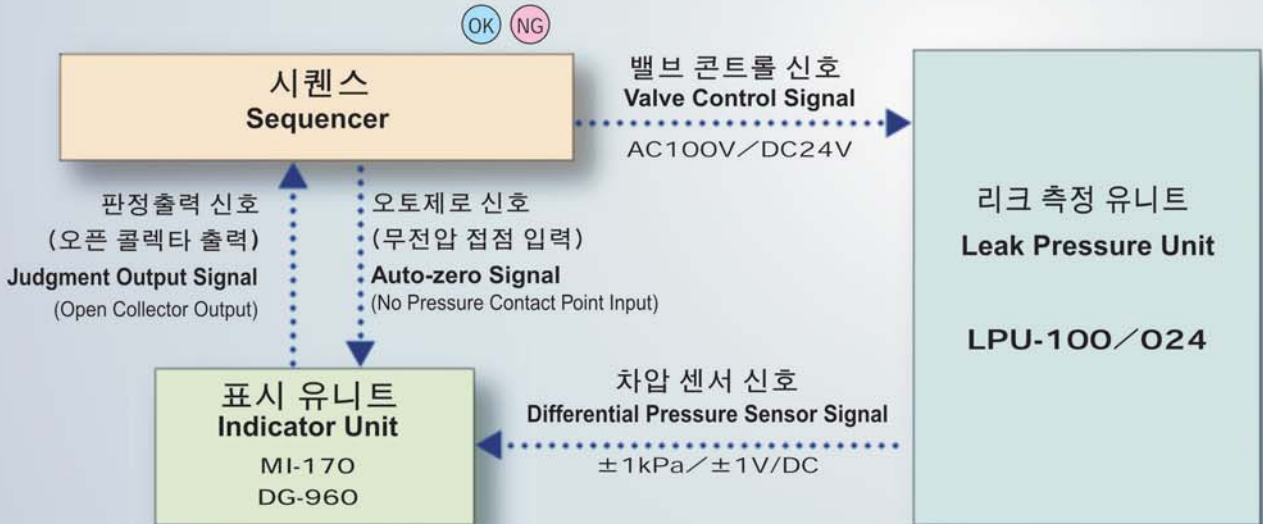 OK NG
시퀜스
Sequencer
밸브 콘트롤 신호
Valve Control Signal
AC100V／DC24V
판정출력 신호
(오픈 콜렉타 출력)
Judgment Output Signal
(Open Collector Output)
오토제로 신호
(무전압 접점 입력)
Auto-zero Signal
(No Pressure Contact Point Input)
리크 측정 유니트
Leak Pressure Unit
LPU-100／024
표시 유니트
Indicator Unit
MI-170
DG-960
차압 센서 신호
Differential Pressure Sensor Signal
±1kPa／±1V/DC